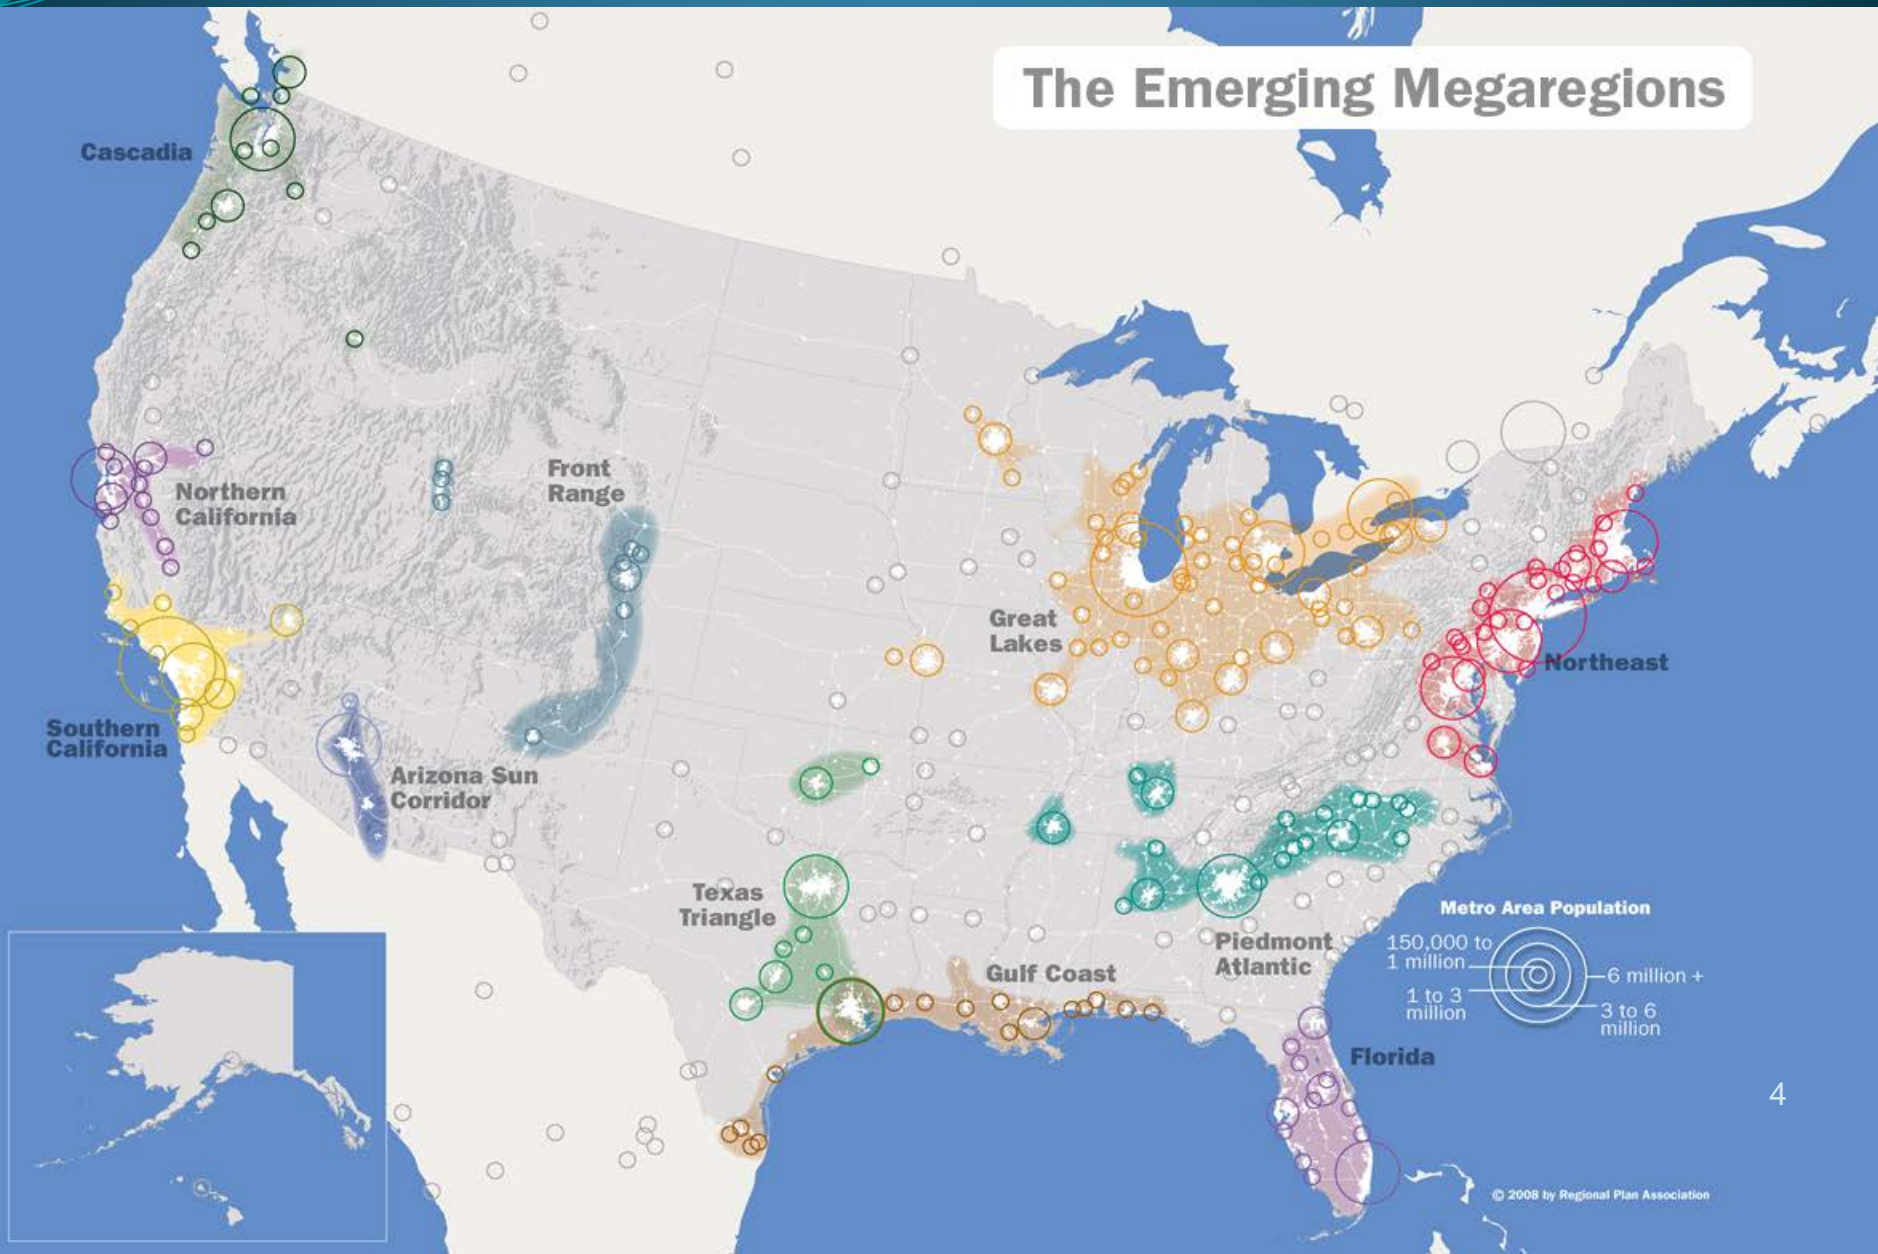 The Emerging Megaregions
Cascadia
Front
Range
Northern
California
Great
Lakes
Northeast
Southern
California
Arizona Sun
Corridor
Texas
Triangle
Metro Area Population
150,000 to
1 million
6 million +
1 to 3
million
3 to 6
million
Piedmont
Atlantic
Gulf Coast
Florida
4
© 2008 by Regional Plan Association